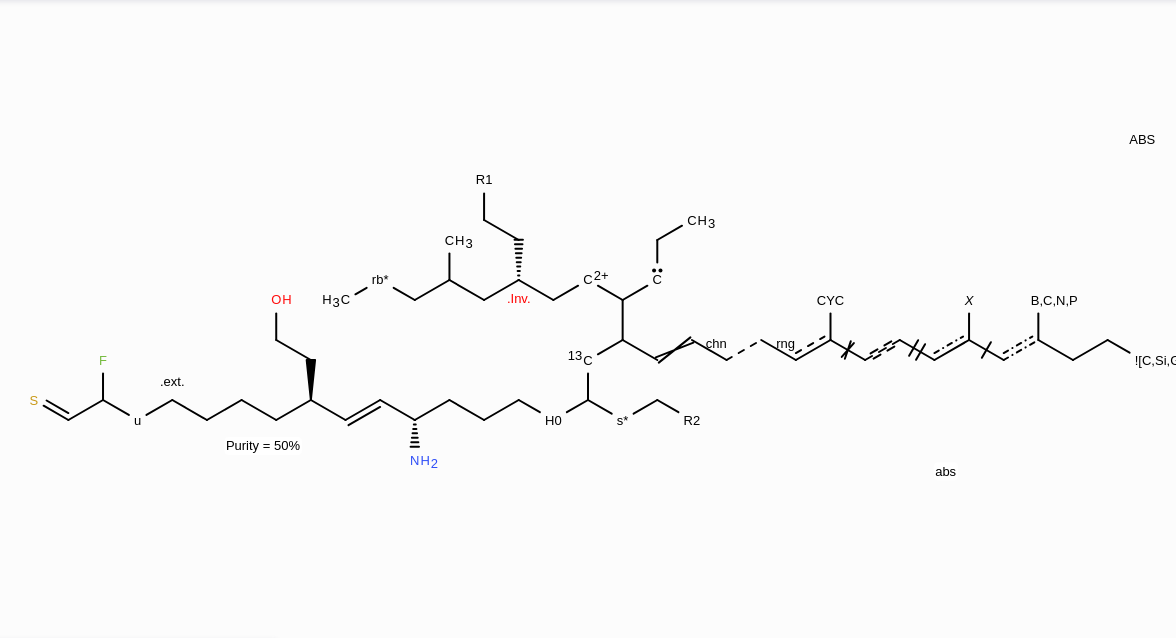 ABS
R1
CH3
CH3
rb*
C2+
C
H3C
.Inv.
OH
CYC
X
B,C,N,P
chn
rng
F
13C
![C,Si,G
.ext.
S
u
H0
s*
R2
Purity = 50%
NH2
abs